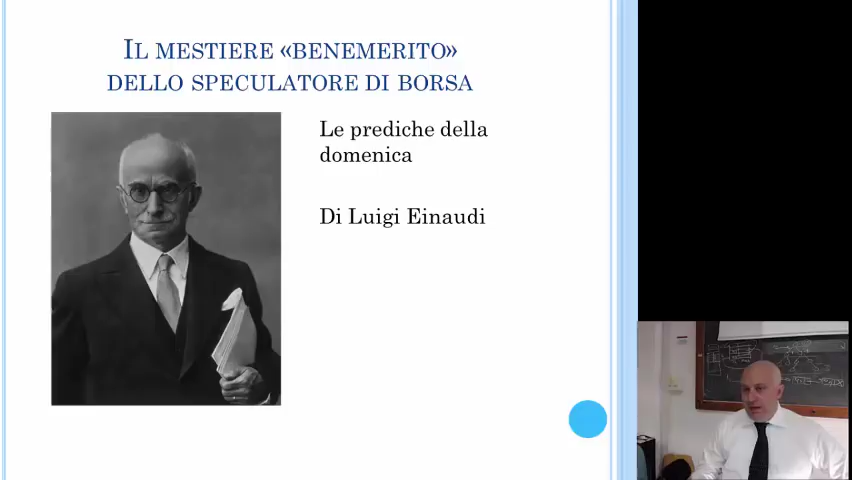 IL MESTIERE «BENEMERITO»
DELLO SPECULATORE DI BORSA
Le prediche della
domenica
Di Luigi Einaudi